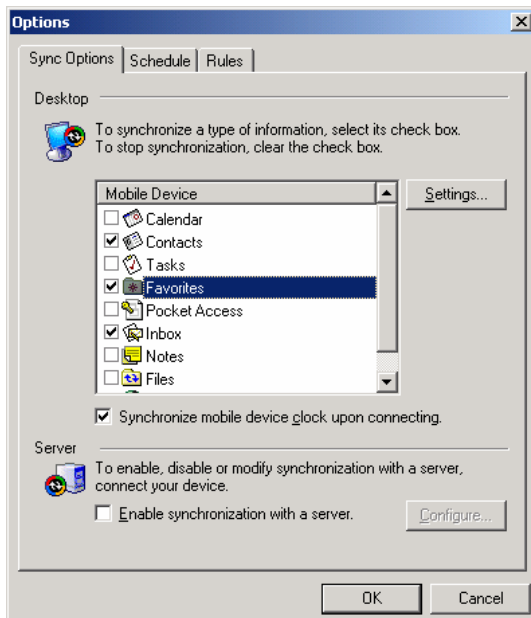 Options
Sync Options Schedule Rules
Desktop
To synchronize a type of information, select its check box.
To stop synchronization, clear the check box.
Mobile Device
Settings...
Calendar
Contacts
Tasks
Favorites
Pocket Access
Inbox
Notes
Files
Synchronize mobile device clock upon connecting.
Server
To enable, disable or modify synchronization with a server,
connect your device.
Enable synchronization with a server.
Configure...
OK Cancel